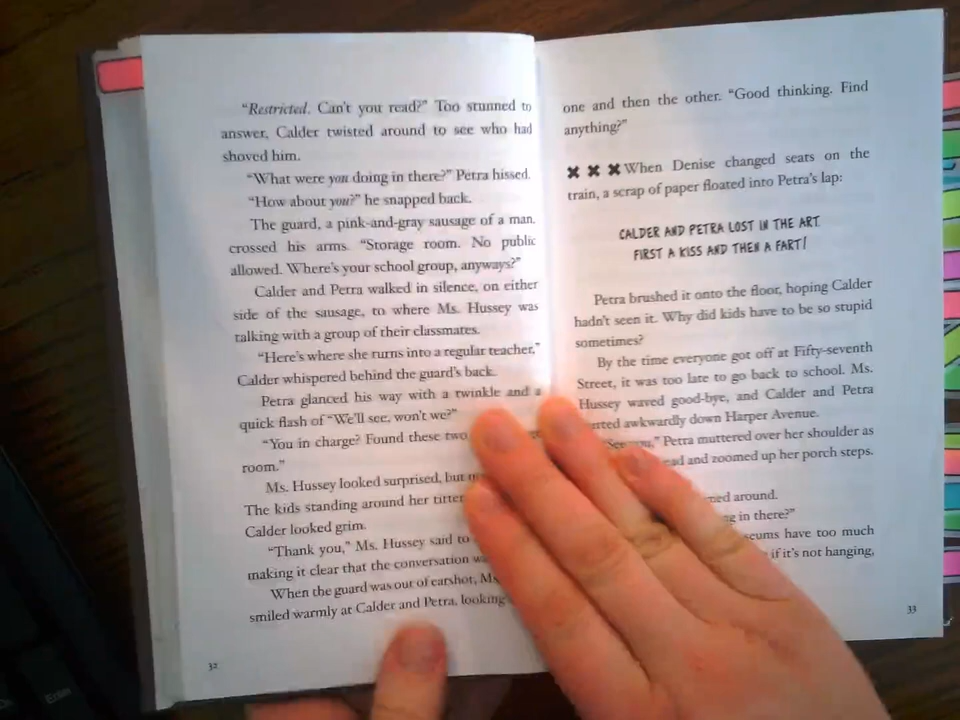 "Restricted. Can't you read?" Too stunned to
answer, Calder twisted around to see who had
shoved him.
"What were you doing in there?" Petra hissed.
"How about you?" he snapped back.
The guard, a pink-and-gray sausage of a man,
crossed his arms. "Storage room. No public
allowed. Where's your school group, anyways?"
Calder and Petra walked in silence, on either
side of the sausage, to where Ms. Hussey was
talking with a group of their classmates.
"Here's where she turns into a regular teacher,"
Calder whispered behind the guard's back.
Petra glanced his way with a twinkle and a
quick flash of "We'll see, won't we?"
"You in charge? Found these two
room."
Ms. Hussey looked surprised, but
The kids standing around her
Calder looked grim.
"Thank you," Ms. Hussey said to
making it clear that the conversation
When the guard was out of earshot,
smiled warmly at Calder and Petra, looking
32
one and then the other. "Good thinking. Find
anything?"
✖ ✖ ✖ When Denise changed seats on the
train, a scrap of paper floated into Petra's lap:
CALDER AND PETRA LOST IN THE ART
FIRST A KISS AND THEN A FART!
Petra brushed it onto the floor, hoping Calder
hadn't seen it. Why did kids have to be so stupid
sometimes?
By the time everyone got off at Fifty-seventh
Street, it was too late to go back to school. Ms.
Hussey waved good-bye, and Calder and Petra
awkwardly down Harper Avenue.
Petra muttered over her shoulder as
and zoomed up her porch steps.
around.
in there?"
have too much
if it's not hanging,
33
Enter